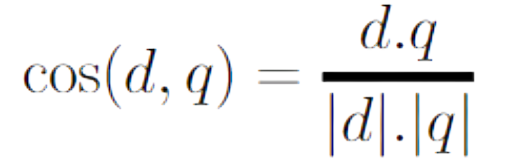 cos(d, q) = d.q / |d|.|q|